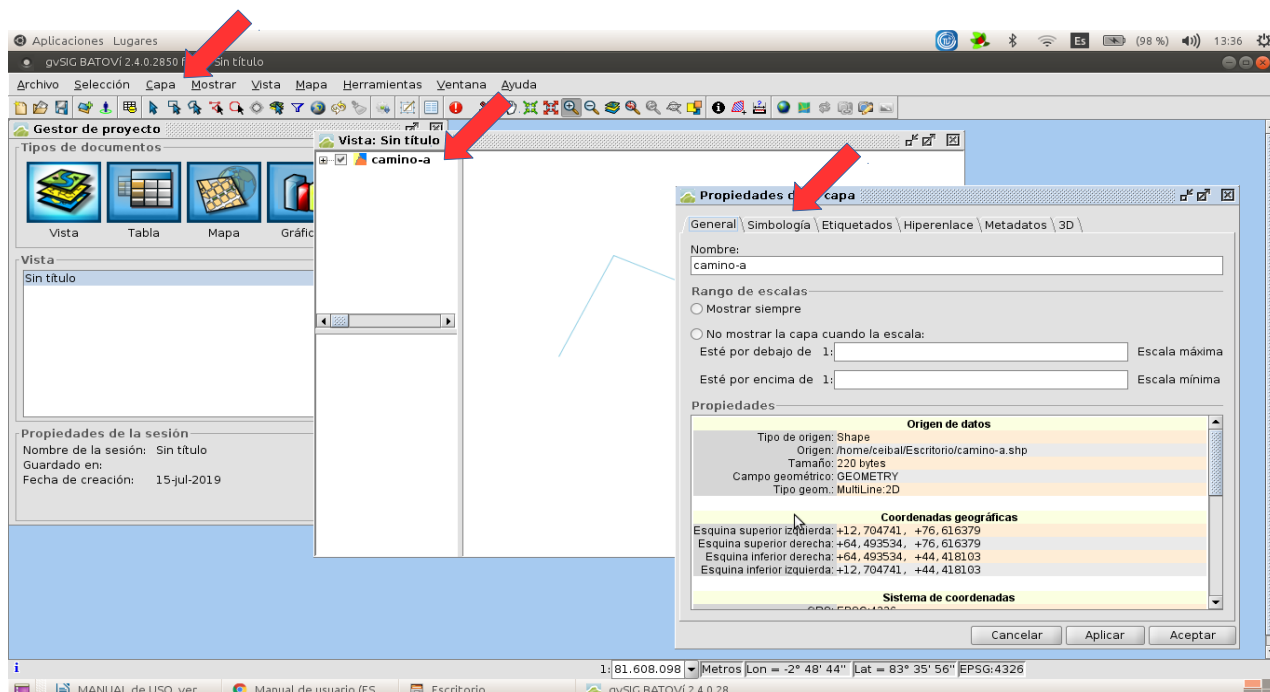 Aplicaciones Lugares
Es (98 %) 13:36
gvSIG BATOVÍ 2.4.0.2850 Sin título
Archivo Selección Capa Mostrar Vista Mapa Herramientas Ventana Ayuda
Gestor de proyecto
Tipos de documentos
Vista Tabla Mapa Gráfic
Vista
Sin título
Propiedades de la sesión
Nombre de la sesión: Sin título
Guardado en:
Fecha de creación: 15-jul-2019
Vista: Sin título
camino-a
Propiedades capa
General Simbología Etiquetados Hiperenlace Metadatos 3D
Nombre:
camino-a
Rango de escalas
Mostrar siempre
No mostrar la capa cuando la escala:
Esté por debajo de 1: Escala máxima
Esté por encima de 1: Escala mínima
Propiedades
Origen de datos
Tipo de origen: Shape
Origen: /home/ceibal/Escritorio/camino-a.shp
Tamaño: 220 bytes
Campo geométrico: GEOMETRY
Tipo geom.: MultiLine:2D
Coordenadas geográficas
Esquina superior izquierda: +12,704741, +76,616379
Esquina superior derecha: +64,493534, +76,616379
Esquina inferior derecha: +64,493534, +44,418103
Esquina inferior izquierda: +12,704741, +44,418103
Sistema de coordenadas
Cancelar Aplicar Aceptar
1: 81.608.098 Metros Lon = -2° 48' 44" Lat = 83° 35' 56" EPSG:4326
MANUAL de USO ver Manual de usuario (ES Escritorio gvSIG BATOVÍ 2.4.0.28